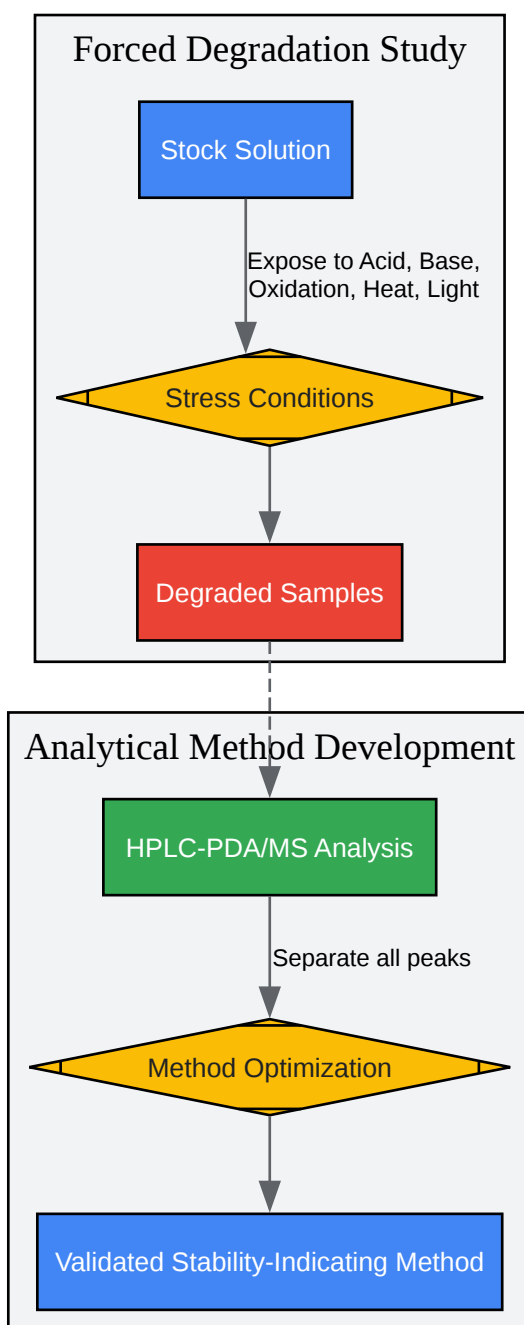 Forced Degradation Study
Stock Solution
Expose to Acid, Base,
Oxidation, Heat, Light
Stress Conditions
Degraded Samples
Analytical Method Development
HPLC-PDA/MS Analysis
Separate all peaks
Method Optimization
Validated Stability-Indicating Method